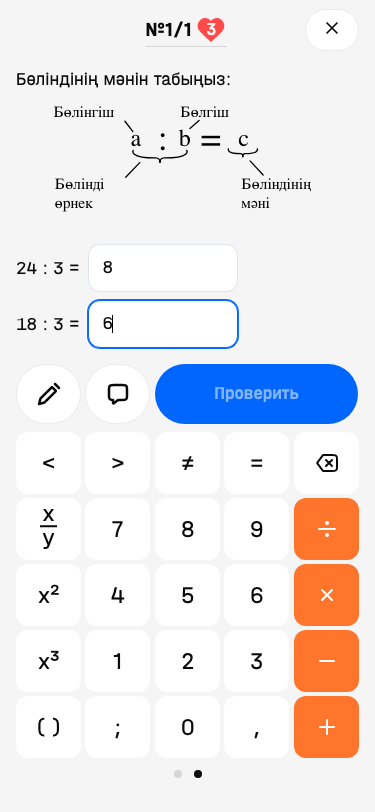 №1/1 3
Бөліндінің мәнін табыңыз:
Бөлінгіш Бөлгіш
a : b = c
Бөлінді Бөліндінің
өрнек мәні
24 : 3 = 8
18 : 3 = 6
Проверить
< > ≠ =
x/y 7 8 9 ÷
x² 4 5 6 ×
x³ 1 2 3 −
( ) ; 0 , +